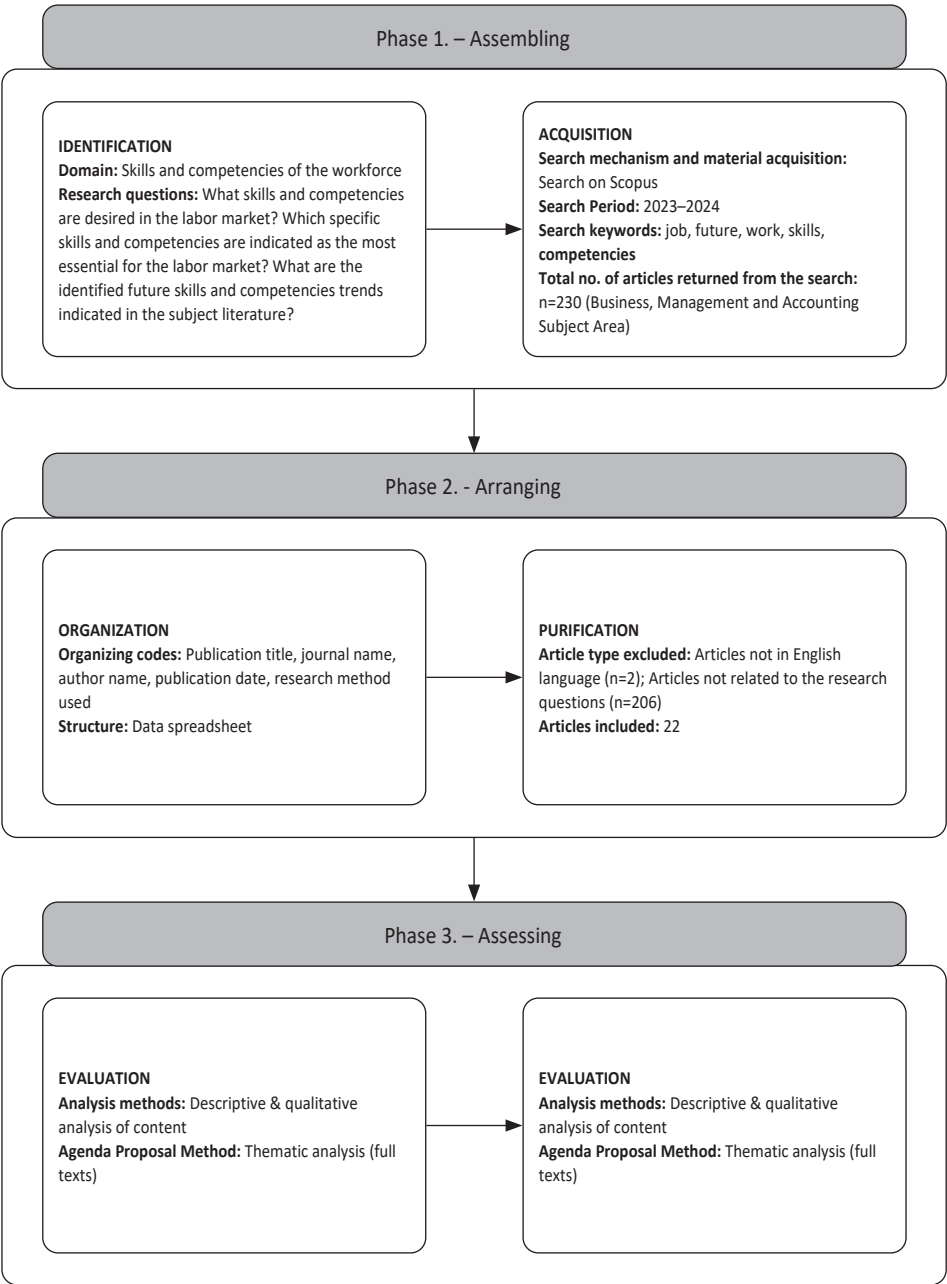 Phase 1. – Assembling
IDENTIFICATION
Domain: Skills and competencies of the workforce
Research questions: What skills and competencies
are desired in the labor market? Which specific
skills and competencies are indicated as the most
essential for the labor market? What are the
identified future skills and competencies trends
indicated in the subject literature?
ACQUISITION
Search mechanism and material acquisition:
Search on Scopus
Search Period: 2023–2024
Search keywords: job, future, work, skills,
competencies
Total no. of articles returned from the search:
n=230 (Business, Management and Accounting
Subject Area)
Phase 2. - Arranging
ORGANIZATION
Organizing codes: Publication title, journal name,
author name, publication date, research method
used
Structure: Data spreadsheet
PURIFICATION
Article type excluded: Articles not in English
language (n=2); Articles not related to the research
questions (n=206)
Articles included: 22
Phase 3. – Assessing
EVALUATION
Analysis methods: Descriptive & qualitative
analysis of content
Agenda Proposal Method: Thematic analysis (full
texts)
EVALUATION
Analysis methods: Descriptive & qualitative
analysis of content
Agenda Proposal Method: Thematic analysis (full
texts)